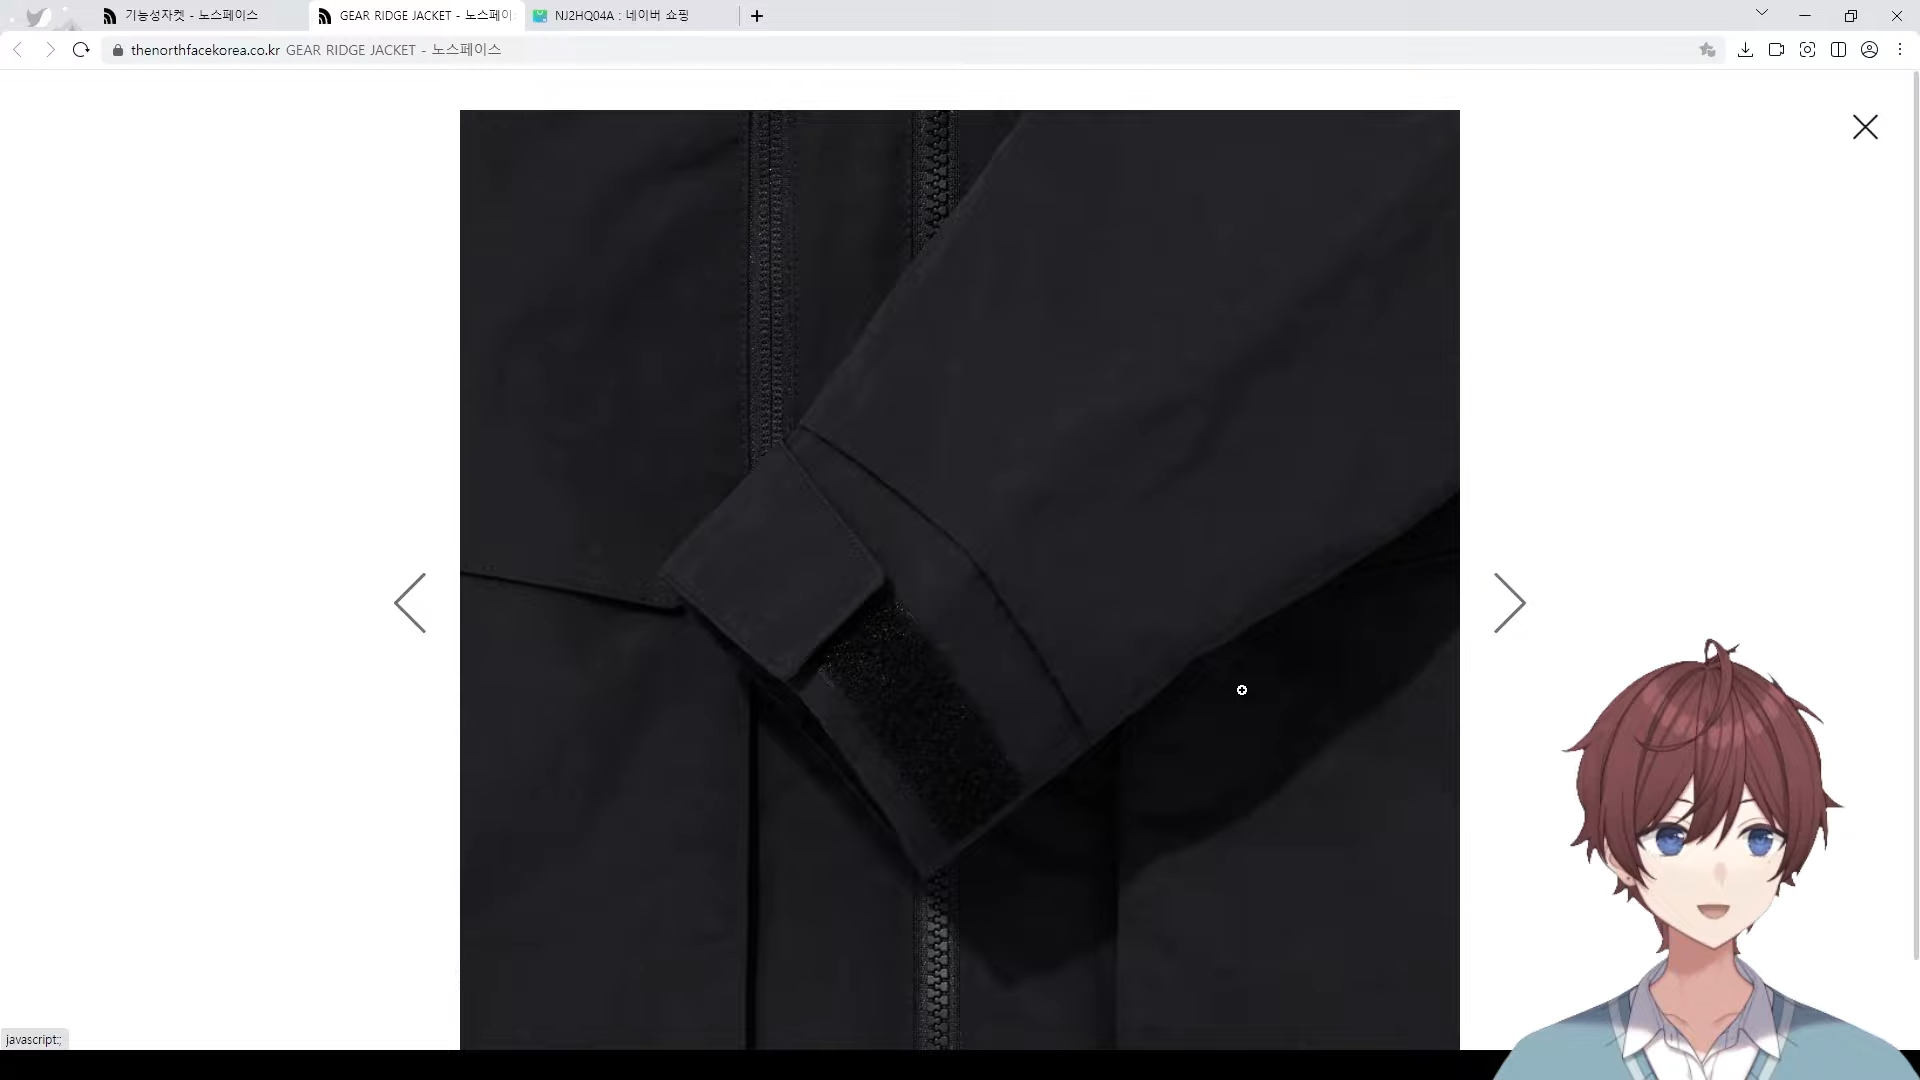 기능성자켓 - 노스페이스
GEAR RIDGE JACKET - 노스페이
NJ2HQ04A : 네이버 쇼핑
thenorthfacekorea.co.kr GEAR RIDGE JACKET - 노스페이스
javascript:;